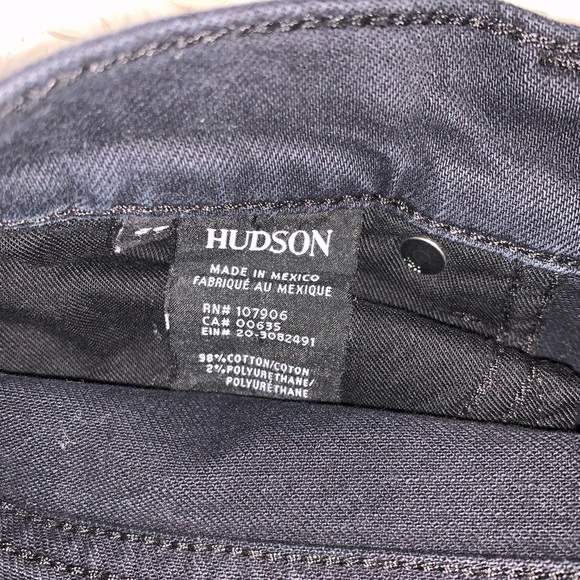 HUDSON
MADE IN MEXICO
FABRIQUÉ AU MEXIQUE
RN# 107906
CA# 00635
EIN# 20-3082491
98% COTTON/COTON
2% POLYURETHANE/
POLYURÉTHANE